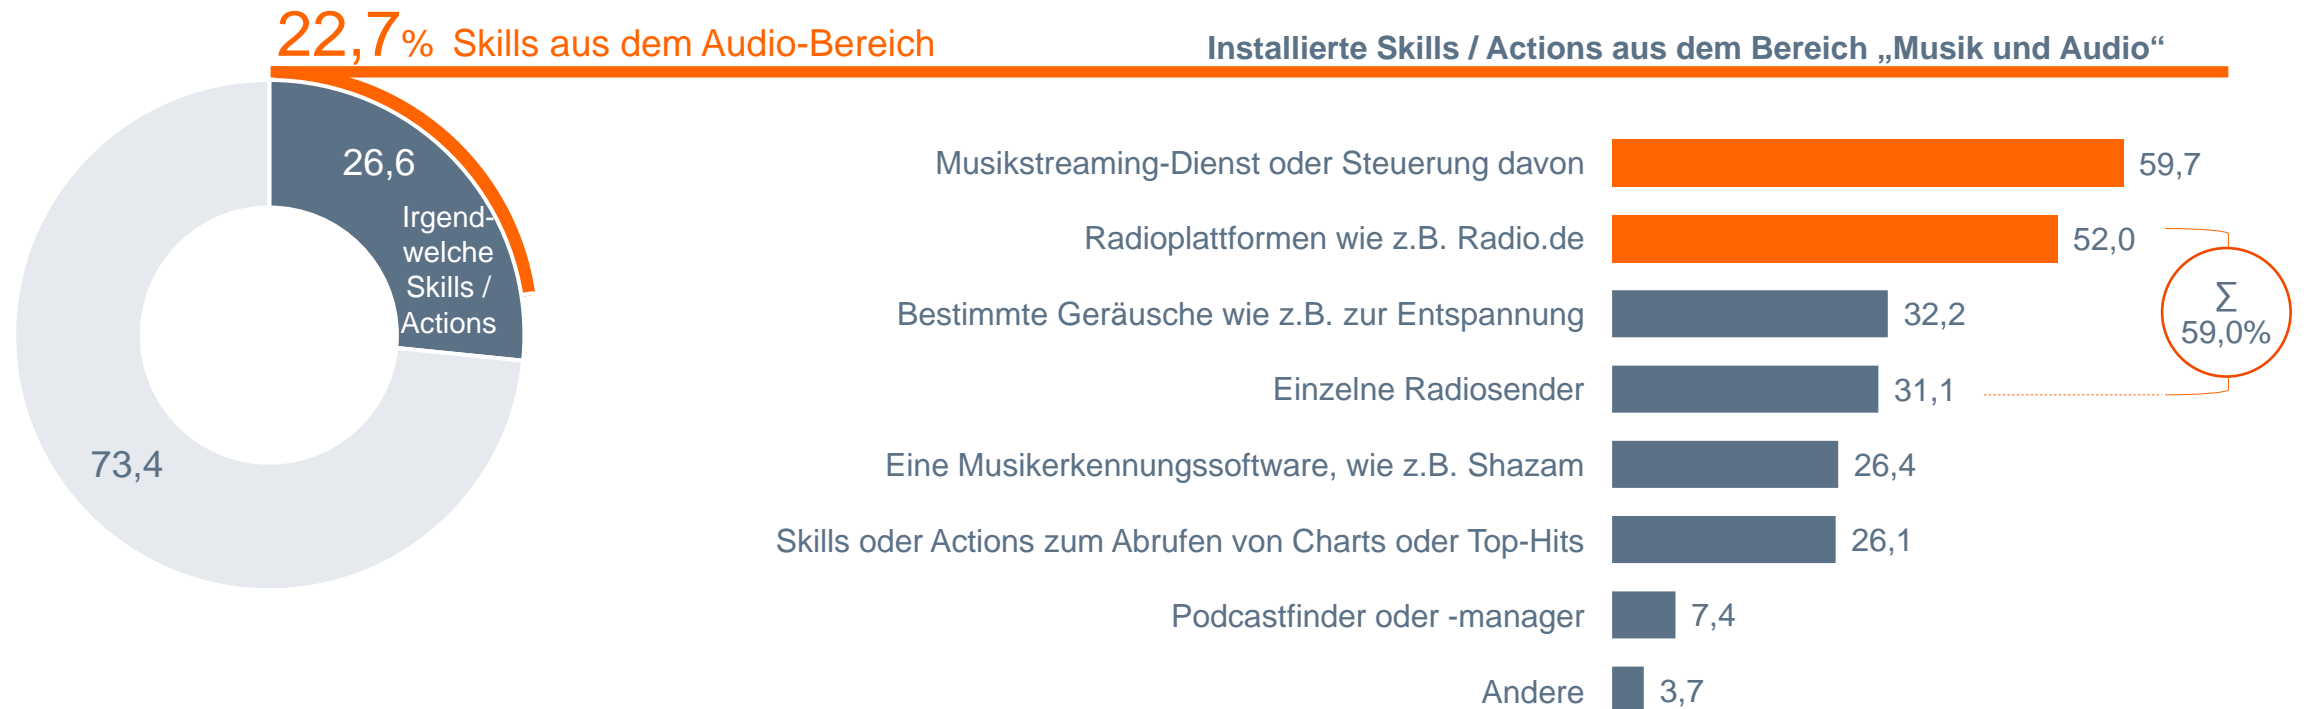 22,7% Skills aus dem Audio-Bereich
Installierte Skills / Actions aus dem Bereich „Musik und Audio“
26,6
Irgend-
welche
Skills /
Actions
73,4
Musikstreaming-Dienst oder Steuerung davon 59,7
Radioplattformen wie z.B. Radio.de 52,0
Bestimmte Geräusche wie z.B. zur Entspannung 32,2
Einzelne Radiosender 31,1
Eine Musikerkennungssoftware, wie z.B. Shazam 26,4
Skills oder Actions zum Abrufen von Charts oder Top-Hits 26,1
Podcastfinder oder -manager 7,4
Andere 3,7
∑
59,0%